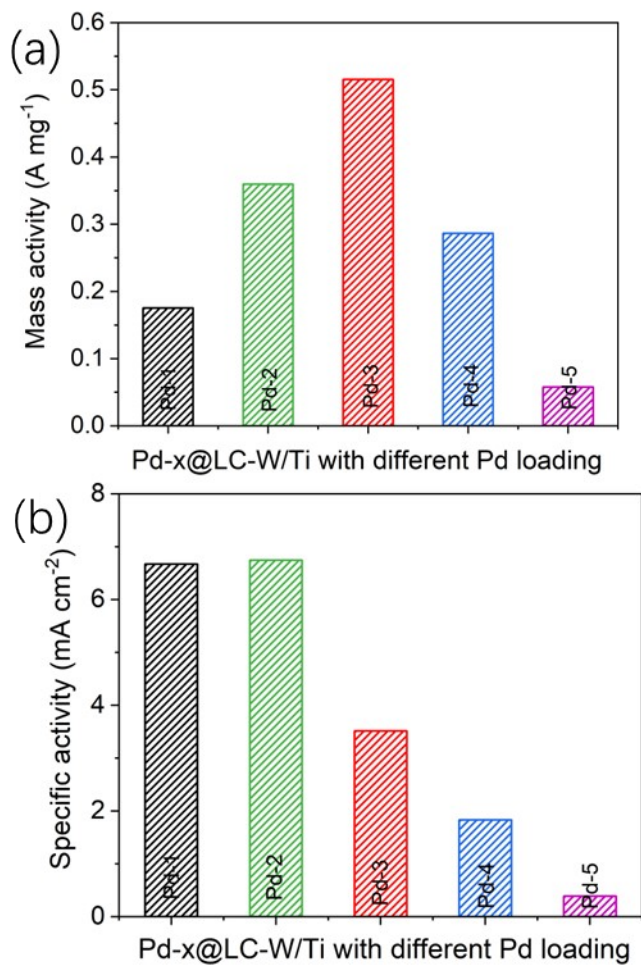 (a)
Mass activity (A mg⁻¹)
0.6
0.5
0.4
0.3
0.2
0.1
0.0
Pd-1
Pd-2
Pd-3
Pd-4
Pd-5
Pd-x@LC-W/Ti with different Pd loading
(b)
Specific activity (mA cm⁻²)
8
6
4
2
0
Pd-1
Pd-2
Pd-3
Pd-4
Pd-5
Pd-x@LC-W/Ti with different Pd loading